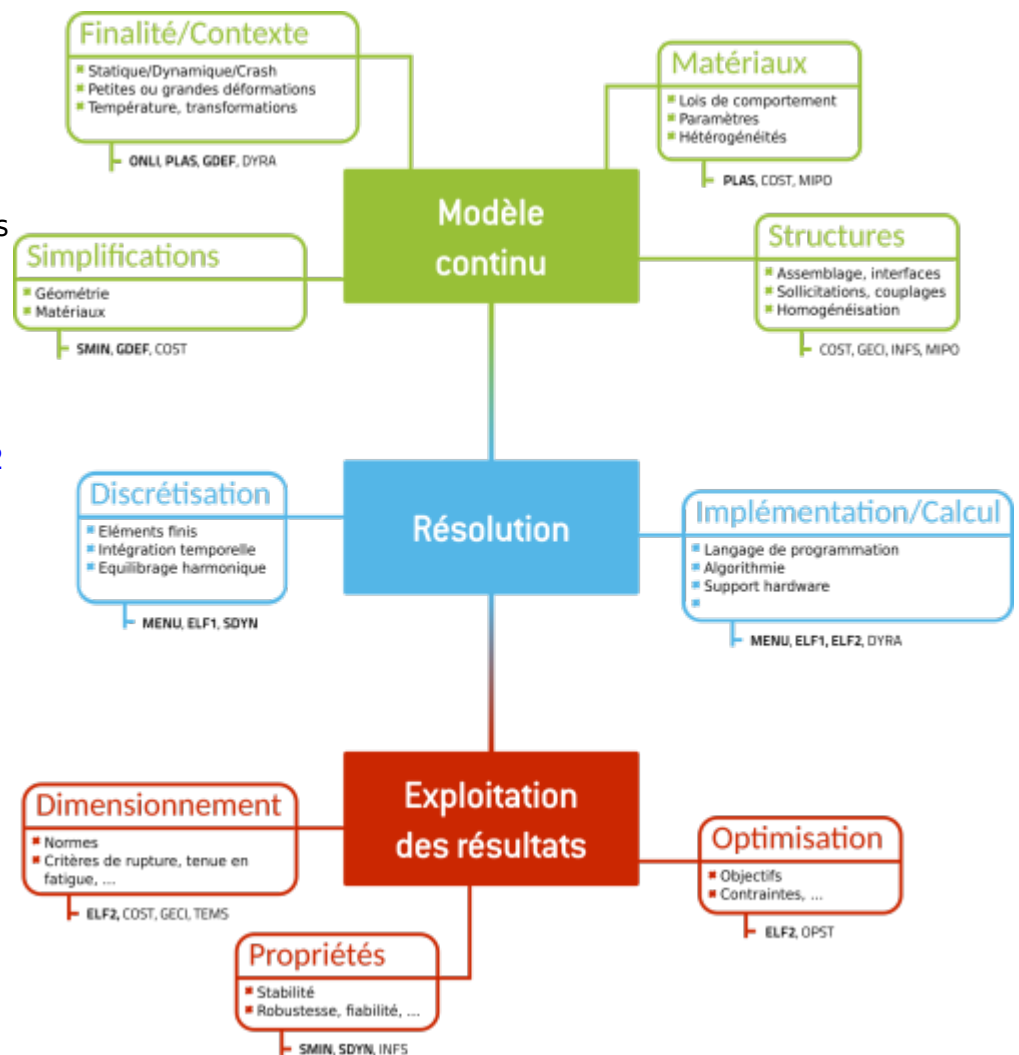 Finalité/Contexte
Statique/Dynamique/Crash
Petites ou grandes déformations
Température, transformations
ONLI, PLAS, GDEF, DYRA
Matériaux
Lois de comportement
Paramètres
Hétérogénéités
PLAS, COST, MIPO
Modèle
continu
s
Simplifications
Géométrie
Matériaux
SMIN, GDEF, COST
Structures
Assemblage, interfaces
Sollicitations, couplages
Homogénéisation
COST, GECI, INFS, MIPO
Discrétisation
Eléments finis
Intégration temporelle
Equilibrage harmonique
MENU, ELF1, SDYN
Résolution
Implémentation/Calcul
Langage de programmation
Algorithmie
Support hardware
MENU, ELF1, ELF2, DYRA
Exploitation
des résultats
Dimensionnement
Normes
Critères de rupture, tenue en
fatigue, ...
ELF2, COST, GECI, TEMS
Optimisation
Objectifs
Contraintes, ...
ELF2, OPST
Propriétés
Stabilité
Robustesse, fiabilité, ...
SMIN, SDYN, INFS